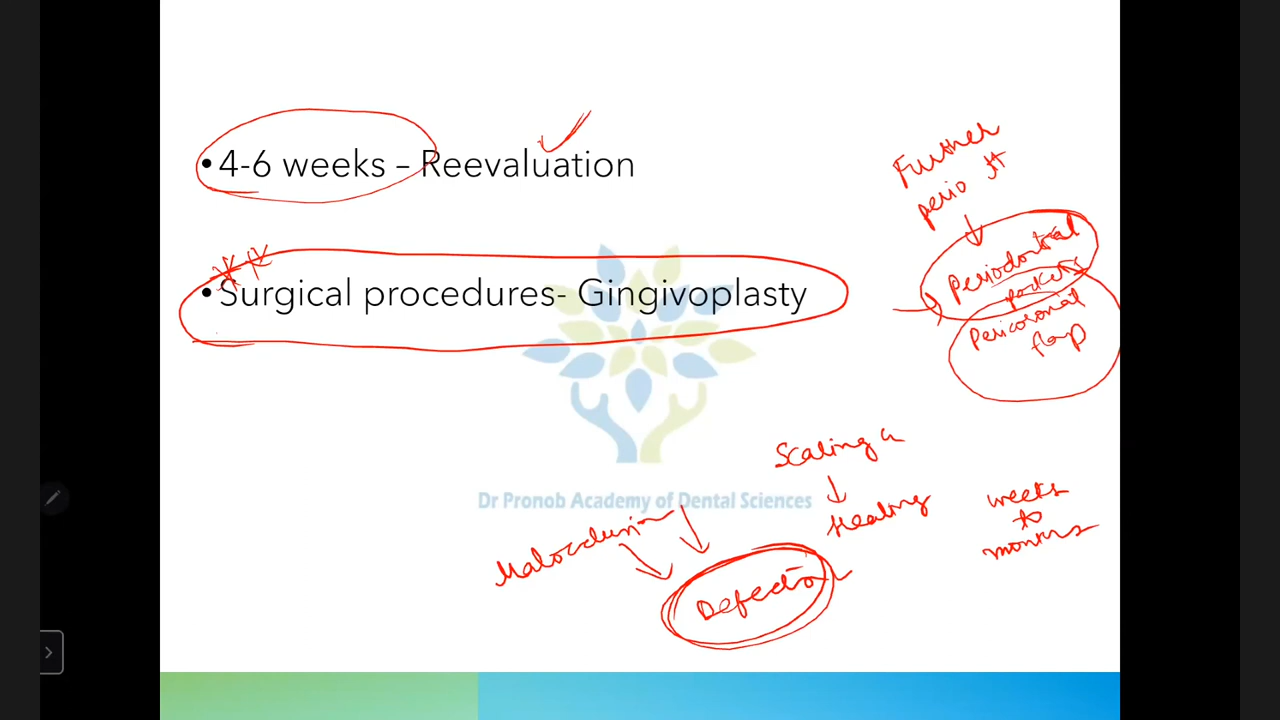 • 4-6 weeks – Reevaluation
• Surgical procedures- Gingivoplasty
Further
perio tt
Periodontal
pockets
Pericoronal
flap
Dr Pronob Academy of Dental Sciences
Scaling
Healing
weeks
to
months
Malocclusion